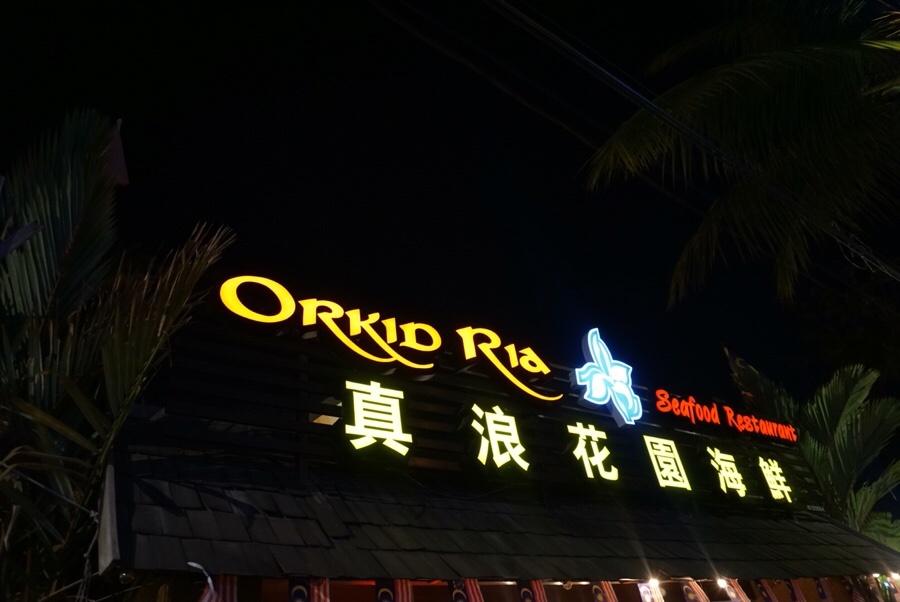 ORKID RIA
Seafood Restaurant
真浪花園海鮮